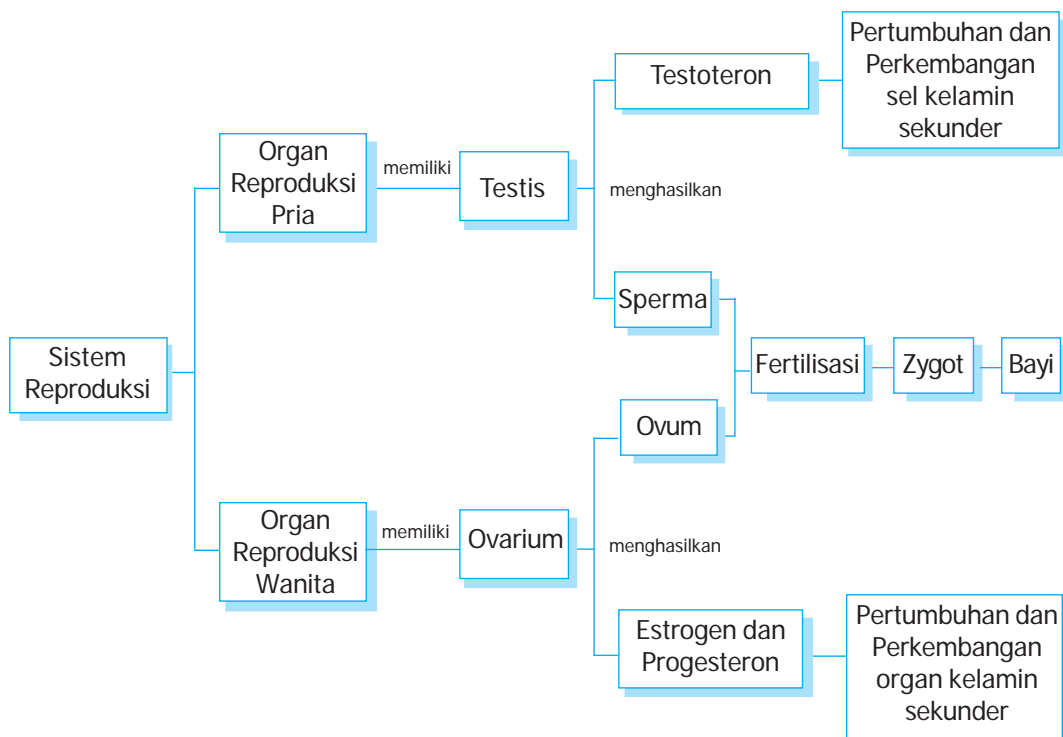 Pertumbuhan dan
Perkembangan
sel kelamin
sekunder
Testoteron
Organ
Reproduksi
Pria
memiliki
Testis
menghasilkan
Sperma
Sistem
Reproduksi
Fertilisasi
Zygot
Bayi
Ovum
Organ
Reproduksi
Wanita
memiliki
Ovarium
menghasilkan
Estrogen dan
Progesteron
Pertumbuhan dan
Perkembangan
organ kelamin
sekunder